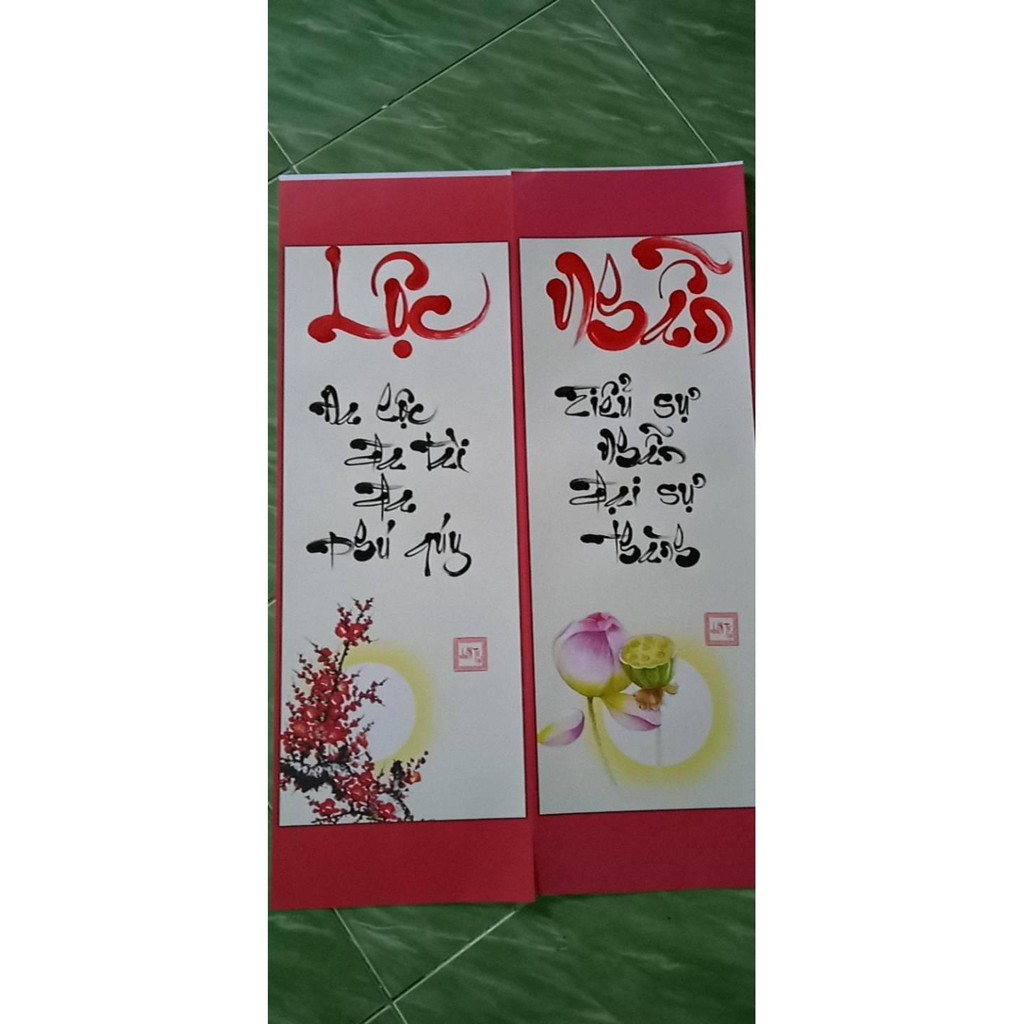 Lộc
Đa lộc
Đa tài
Đa
Phú quý
Nhẫn
Tiểu sự
Nhẫn
Đại sự
Thành